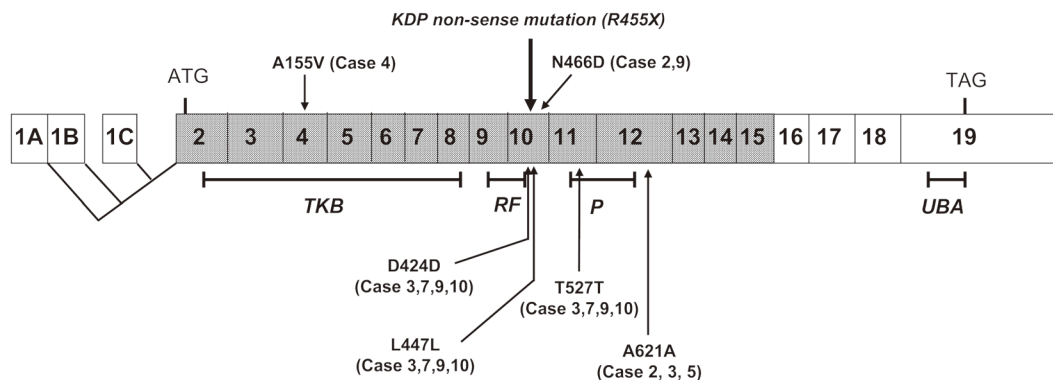 KDP non-sense mutation (R455X)
A155V (Case 4)
N466D (Case 2,9)
ATG
TAG
1A 1B 1C 2 3 4 5 6 7 8 9 10 11 12 13 14 15 16 17 18 19
TKB
RF
P
UBA
D424D
(Case 3,7,9,10)
T527T
(Case 3,7,9,10)
L447L
(Case 3,7,9,10)
A621A
(Case 2, 3, 5)